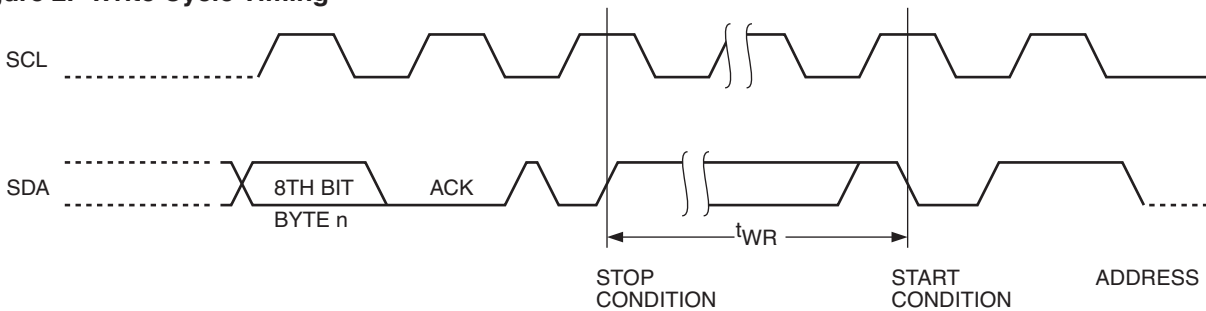 SCL
SDA
8TH BIT
ACK
BYTE n
tWR
STOP
CONDITION
START
CONDITION
ADDRESS